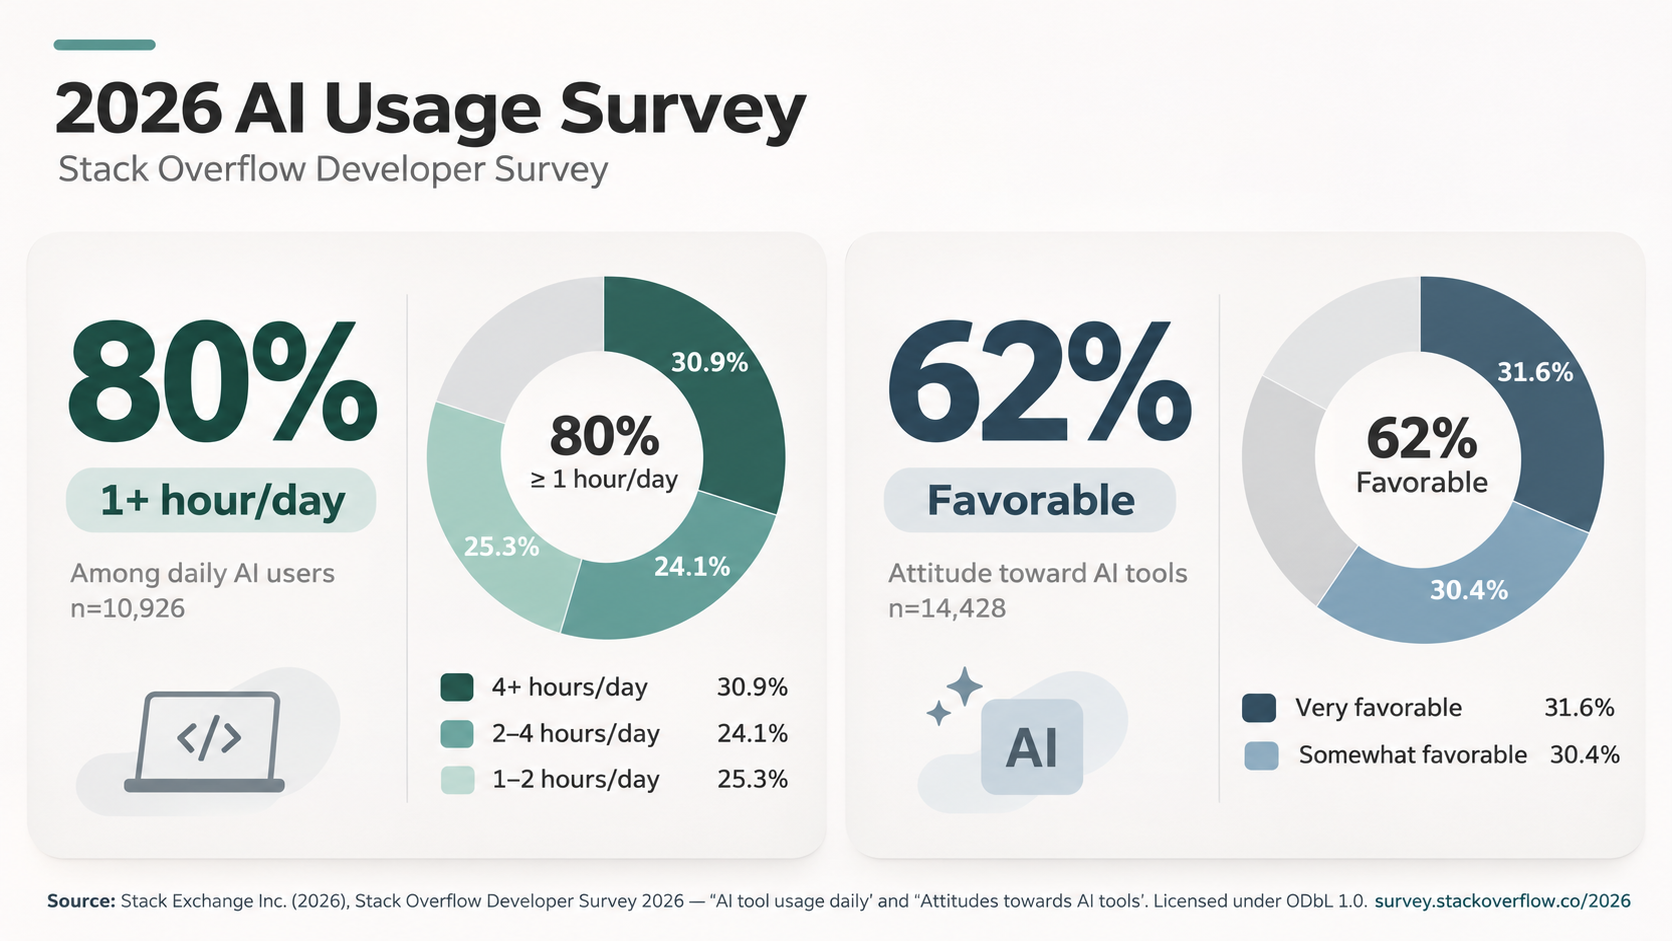 2026 AI Usage Survey
Stack Overflow Developer Survey
80%
1+ hour/day
Among daily AI users
n=10,926
</>
30.9%
24.1%
25.3%
80%
≥ 1 hour/day
4+ hours/day 30.9%
2–4 hours/day 24.1%
1–2 hours/day 25.3%
62%
Favorable
Attitude toward AI tools
n=14,428
AI
31.6%
30.4%
62%
Favorable
Very favorable 31.6%
Somewhat favorable 30.4%
Source: Stack Exchange Inc. (2026), Stack Overflow Developer Survey 2026 — “AI tool usage daily’ and “Attitudes towards AI tools’. Licensed under ODbL 1.0. survey.stackoverflow.co/2026